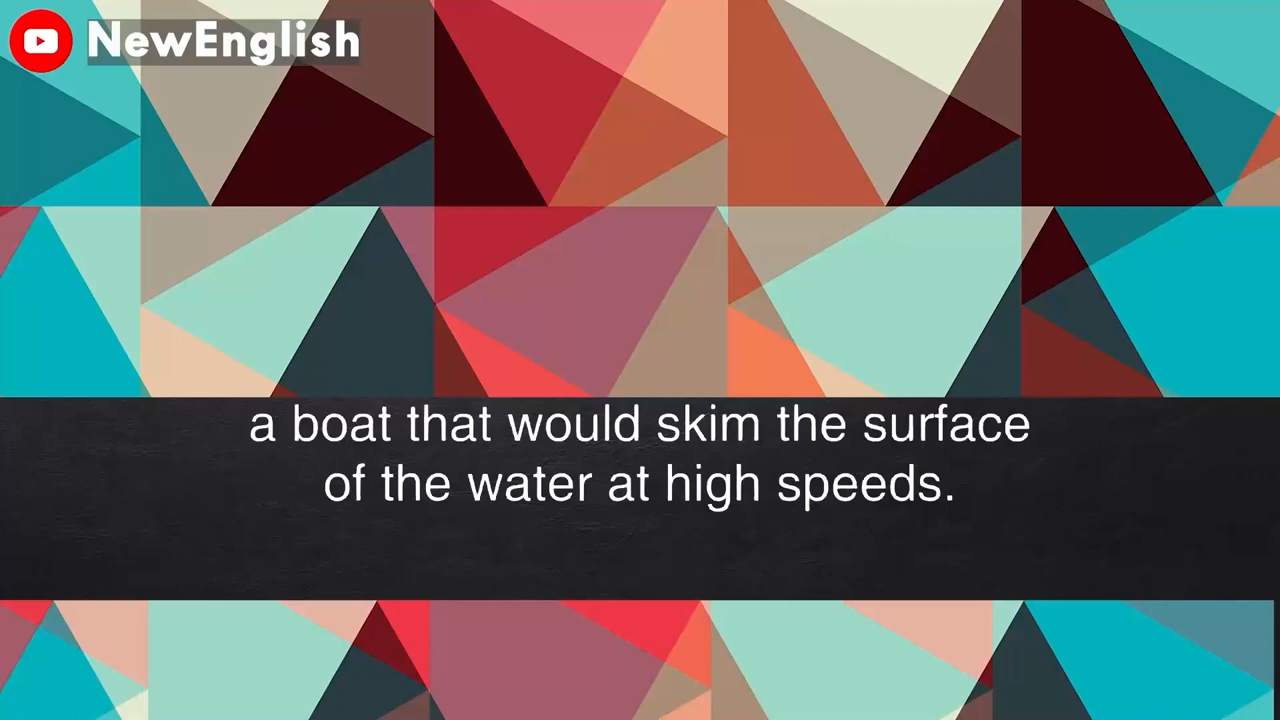 NewEnglish
a boat that would skim the surface
of the water at high speeds.